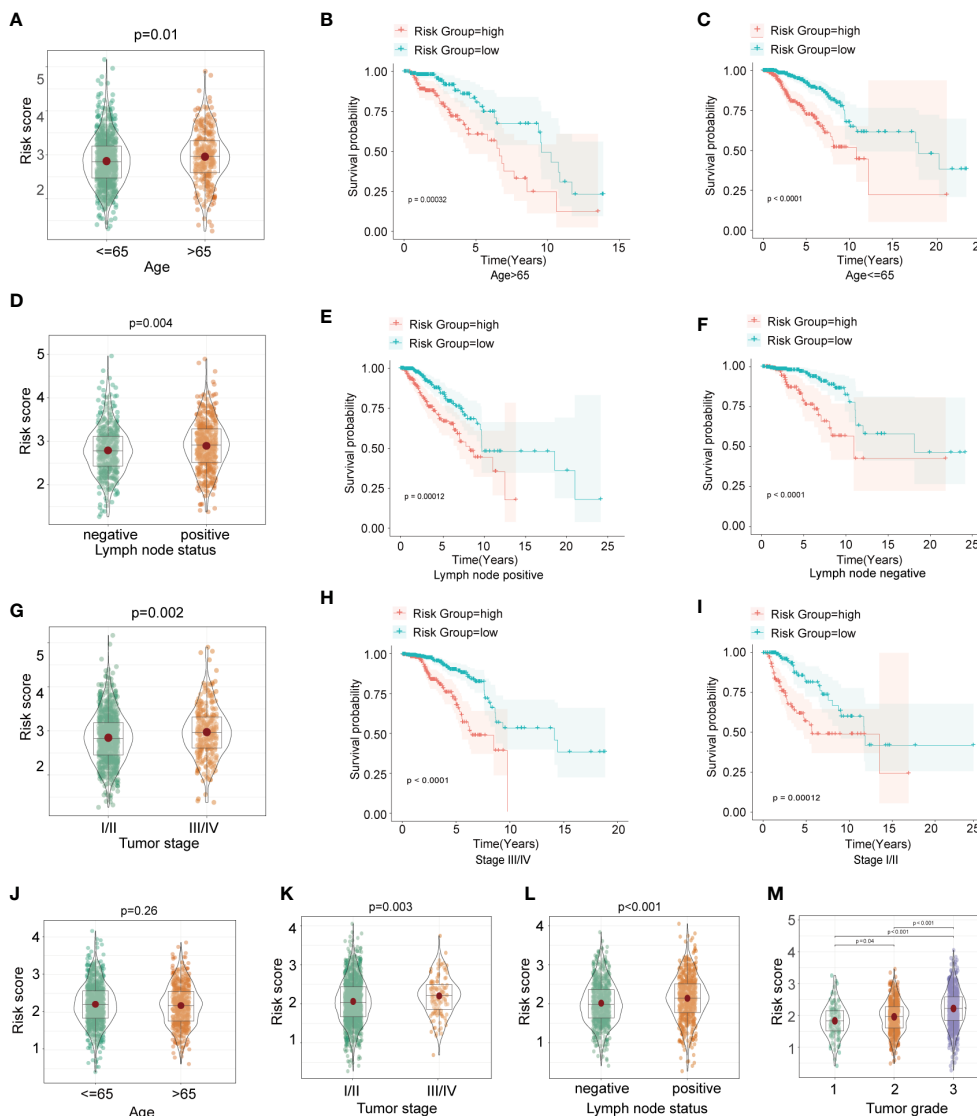 A
p=0.01
5
4
3
2
Risk score
<=65 >65
Age
B
Risk Group=high
Risk Group=low
1.00
0.75
0.50
0.25
0.00
Survival probability
p = 0.00032
0 5 10 15
Time(Years)
Age>65
C
Risk Group=high
Risk Group=low
1.00
0.75
0.50
0.25
0.00
Survival probability
p <0.0001
0 5 10 15 20 2
Time(Years)
Age<=65
D
p=0.004
5
4
3
2
Risk score
negative positive
Lymph node status
E
Risk Group=high
Risk Group=low
1.00
0.75
0.50
0.25
0.00
Survival probability
p = 0.00012
0 5 10 15 20 25
Time(Years)
Lymph node positive
F
Risk Group=high
Risk Group=low
1.00
0.75
0.50
0.25
0.00
Survival probability
p < 0.0001
0 5 10 15 20 25
Time(Years)
Lymph node negative
G
p=0.002
5
4
3
2
Risk score
I/II III/IV
Tumor stage
H
Risk Group=high
Risk Group=low
1.00
0.75
0.50
0.25
0.00
Survival probability
p < 0.0001
0 5 10 15 20
Time(Years)
Stage III/IV
I
Risk Group=high
Risk Group=low
1.00
0.75
0.50
0.25
0.00
Survival probability
p = 0.00012
0 5 10 15 20 25
Time(Years)
Stage I/II
J
p=0.26
4
3
2
1
Risk score
<=65 >65
Age
K
p=0.003
4
3
2
1
Risk score
I/II III/IV
Tumor stage
L
p<0.001
4
3
2
1
Risk score
negative positive
Lymph node status
M
p <0.001
p <0.001
p =0.04
5
4
3
2
1
Risk score
1 2 3
Tumor grade